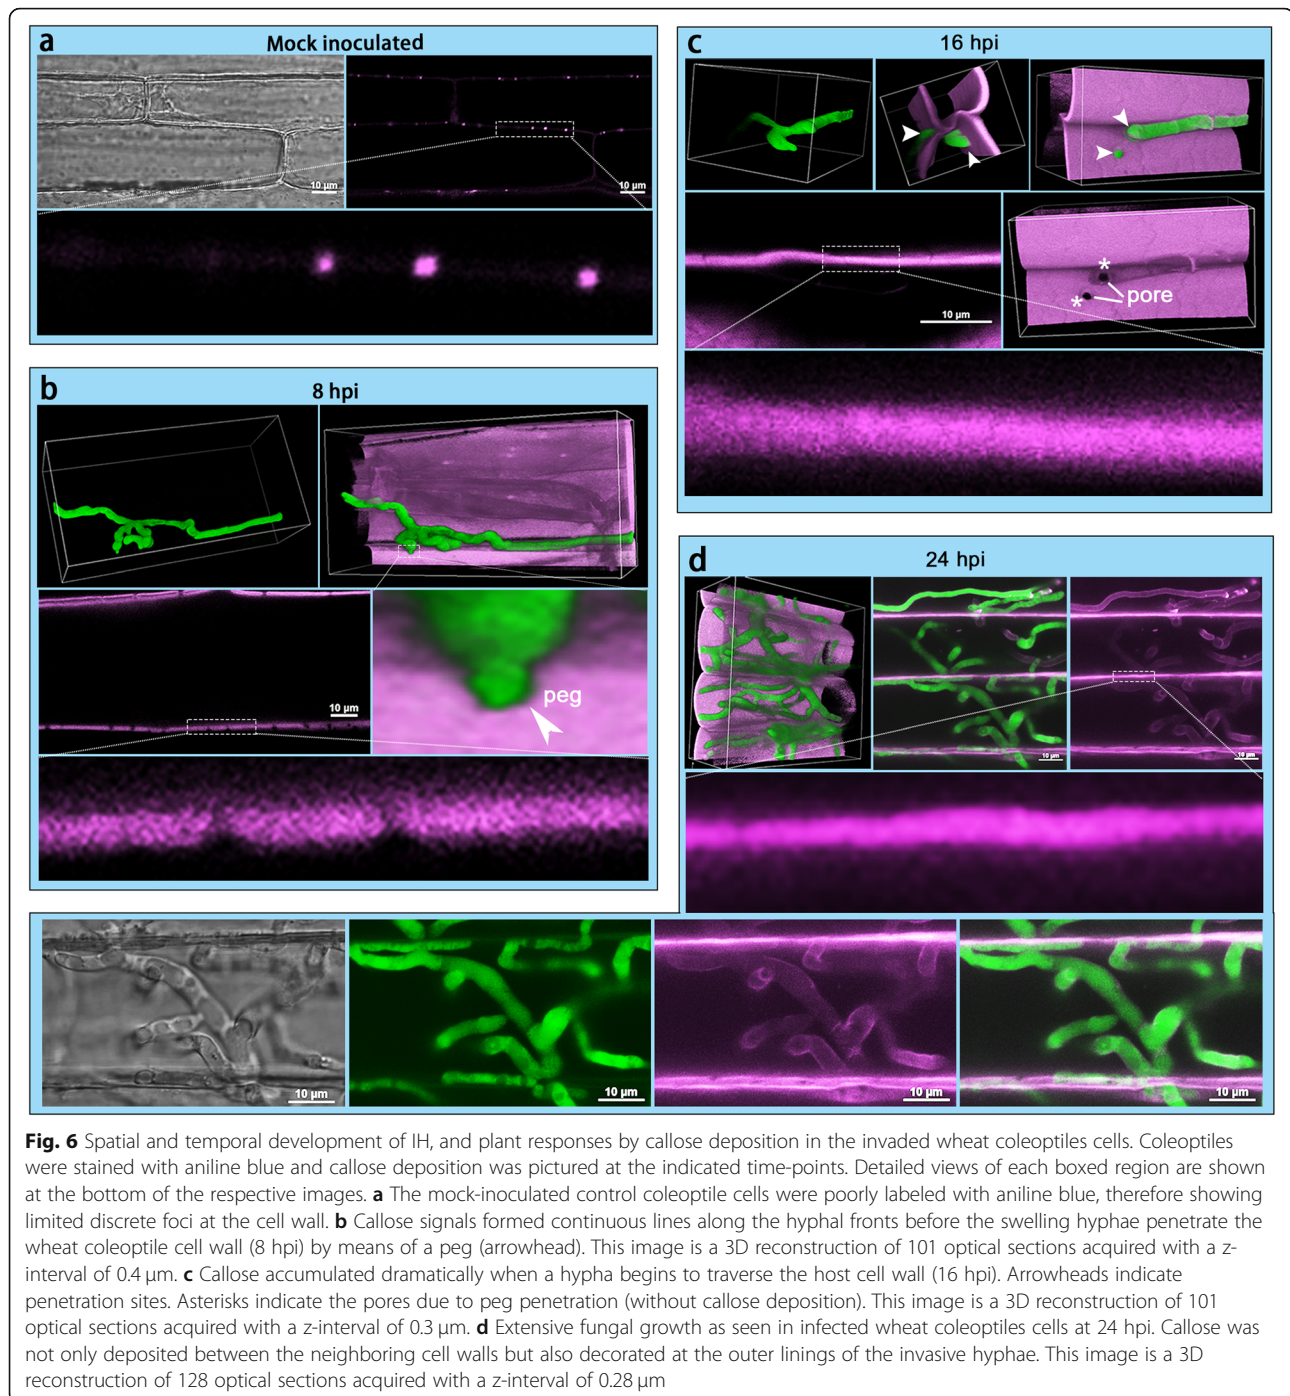 a
Mock inoculated
10 µm
10 µm
b
8 hpi
10 µm
peg
c
16 hpi
*
*
pore
10 µm
d
24 hpi
10 µm
10 µm
10 µm
10 µm
10 µm
10 µm
Fig. 6 Spatial and temporal development of IH, and plant responses by callose deposition in the invaded wheat coleoptiles cells. Coleoptiles
were stained with aniline blue and callose deposition was pictured at the indicated time-points. Detailed views of each boxed region are shown
at the bottom of the respective images. a The mock-inoculated control coleoptile cells were poorly labeled with aniline blue, therefore showing
limited discrete foci at the cell wall. b Callose signals formed continuous lines along the hyphal fronts before the swelling hyphae penetrate the
wheat coleoptile cell wall (8 hpi) by means of a peg (arrowhead). This image is a 3D reconstruction of 101 optical sections acquired with a z-
interval of 0.4 µm. c Callose accumulated dramatically when a hypha begins to traverse the host cell wall (16 hpi). Arrowheads indicate
penetration sites. Asterisks indicate the pores due to peg penetration (without callose deposition). This image is a 3D reconstruction of 101
optical sections acquired with a z-interval of 0.3 µm. d Extensive fungal growth as seen in infected wheat coleoptiles cells at 24 hpi. Callose was
not only deposited between the neighboring cell walls but also decorated at the outer linings of the invasive hyphae. This image is a 3D
reconstruction of 128 optical sections acquired with a z-interval of 0.28 µm